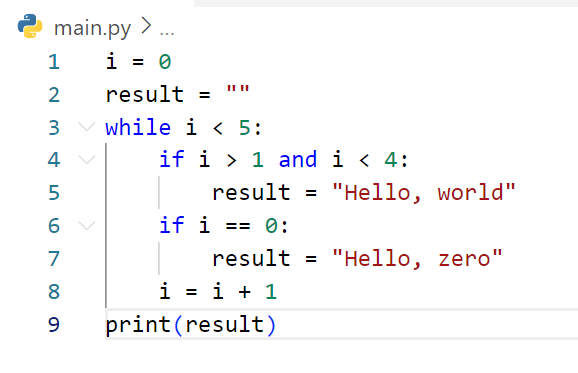 main.py > ...
1 i = 0
2 result = ""
3 while i < 5:
4     if i > 1 and i < 4:
5         result = "Hello, world"
6     if i == 0:
7         result = "Hello, zero"
8     i = i + 1
9 print(result)